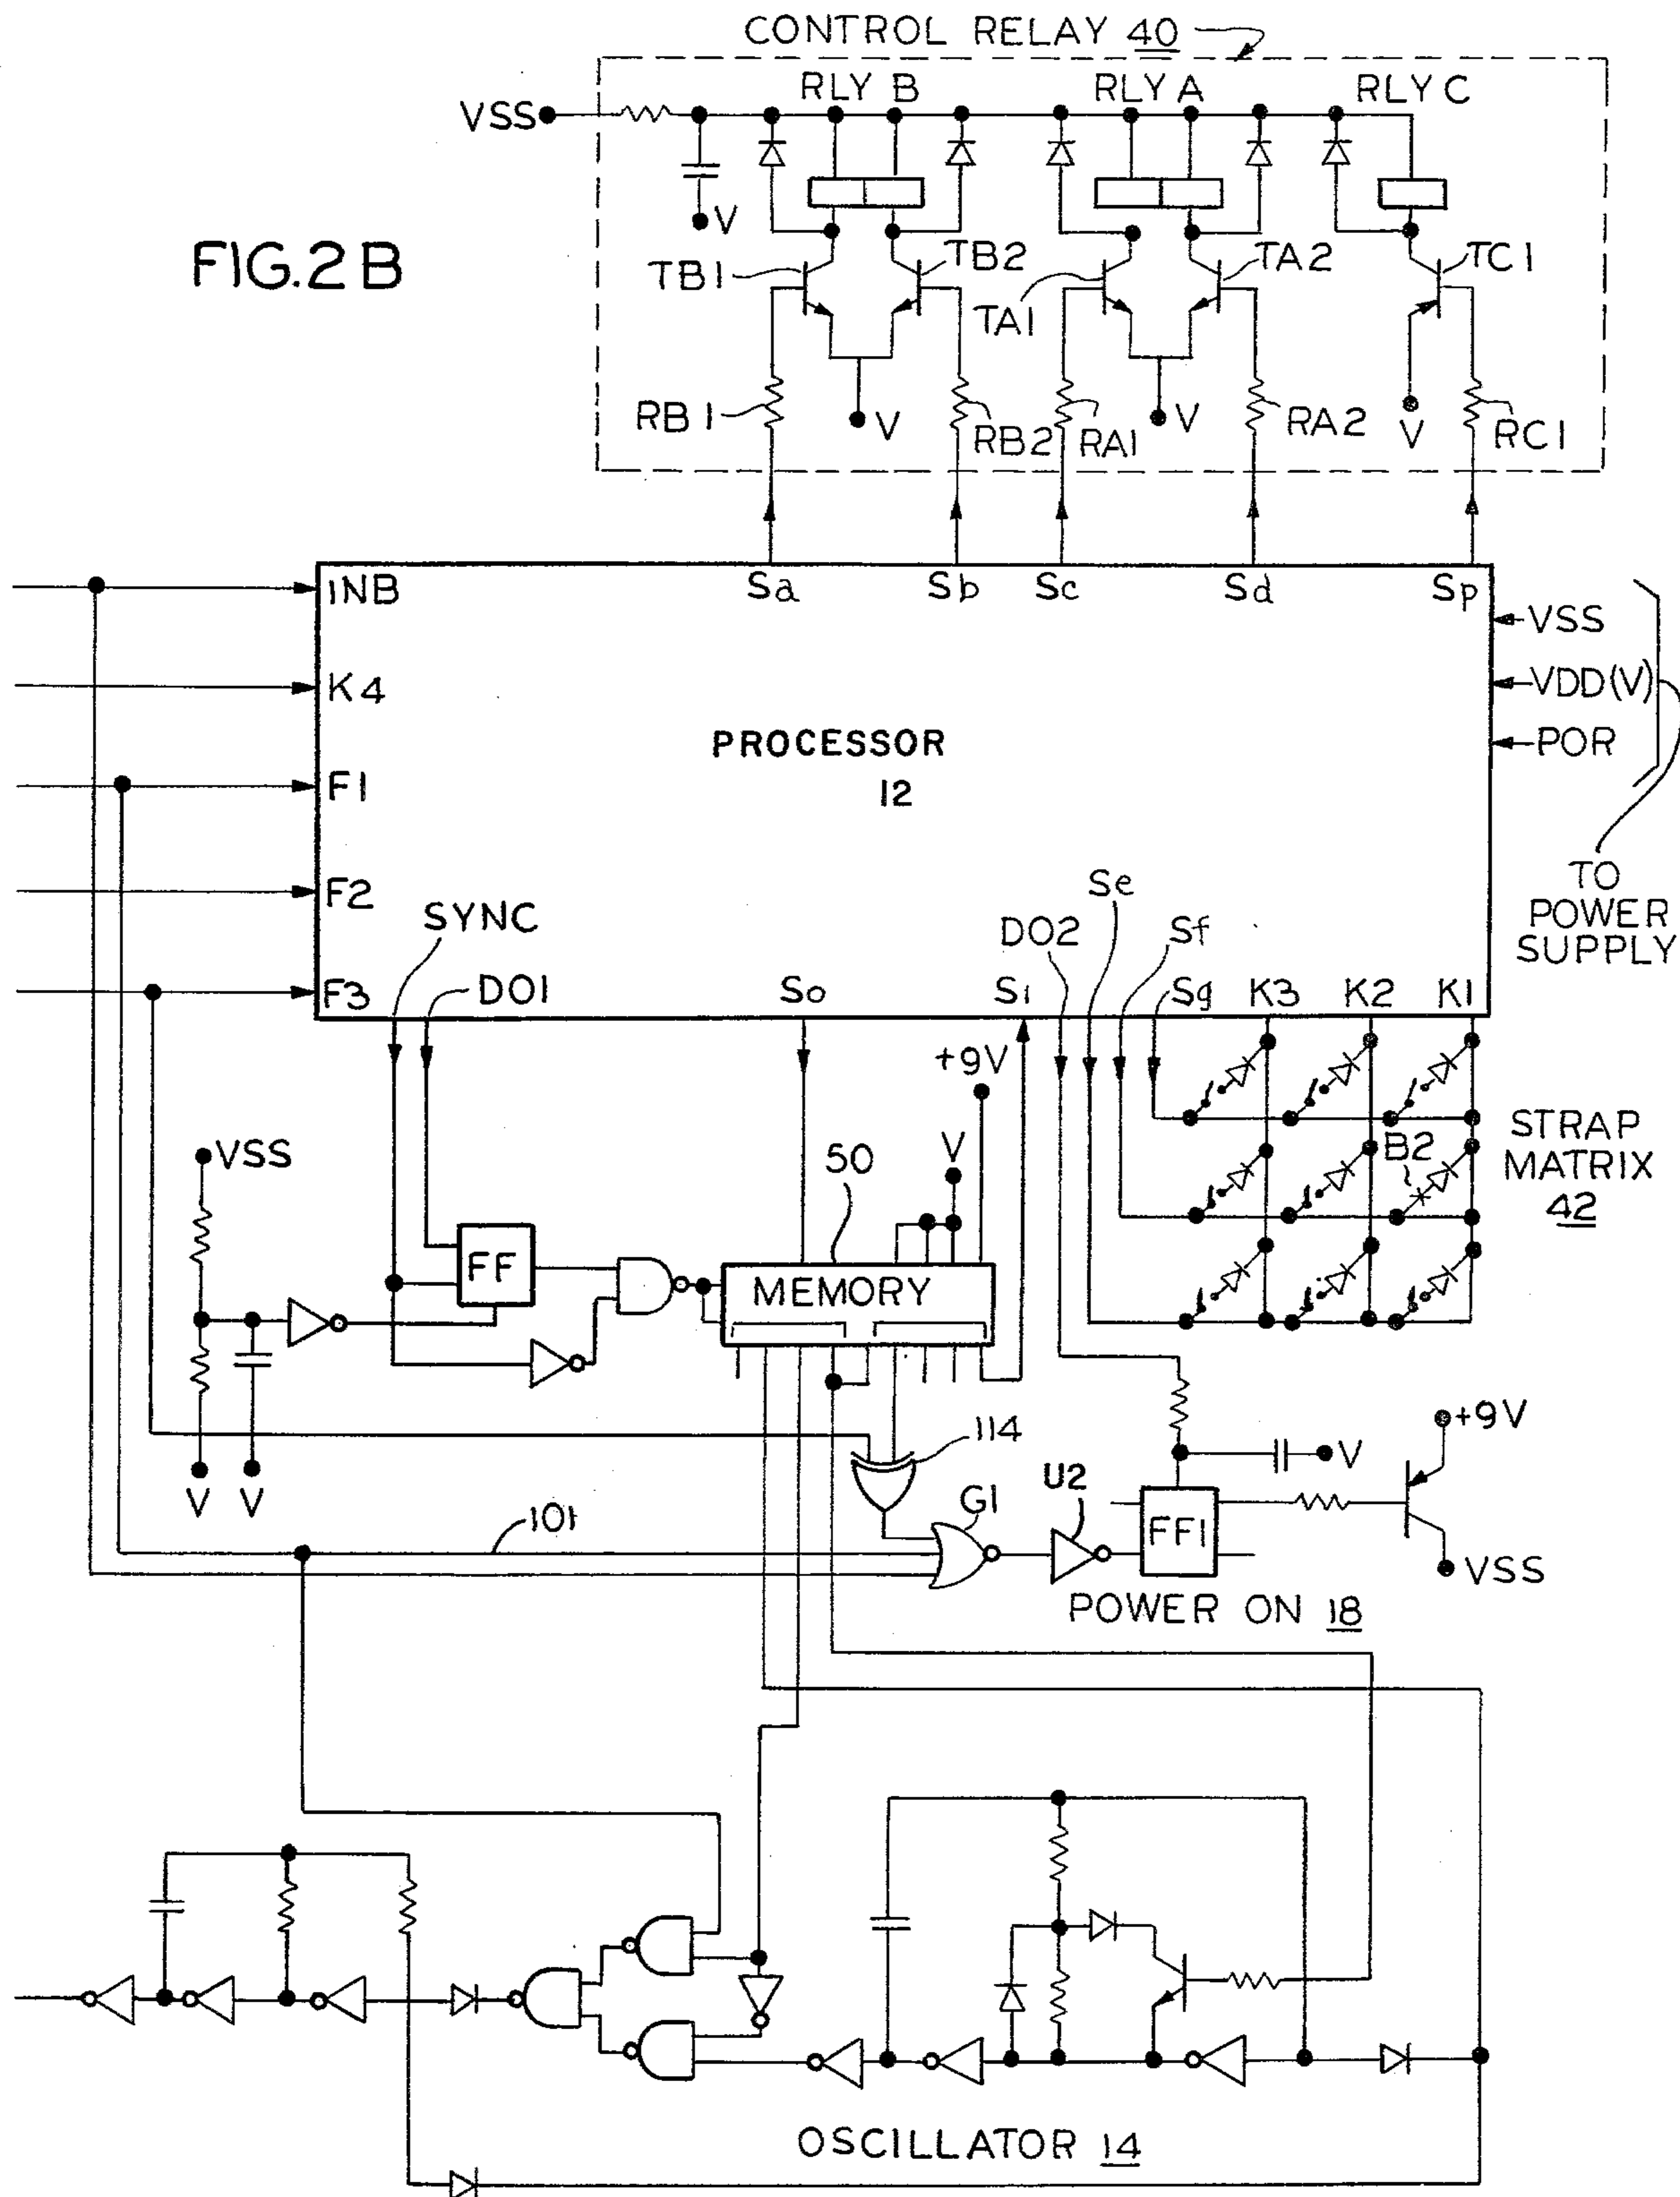 CONTROL RELAY 40
RLY B
RLY A
RLY C
VSS
V
FIG.2B
TB1
TB2
TA1
TA2
TC1
RB1
V
RB2
RA1
V
RA2
V
RC1
INB
Sa
Sb
Sc
Sd
Sp
VSS
K4
VDD(V)
PROCESSOR
12
POR
F1
F2
TO
POWER
SUPPLY
SYNC
DO1
So
Si
DO2
Se
Sf
Sg
K3
K2
K1
F3
+9V
V
VSS
50
B2
STRAP
MATRIX
42
FF
MEMORY
114
+9V
V
V
V
101
G1
U2
FF1
VSS
POWER ON 18
OSCILLATOR 14